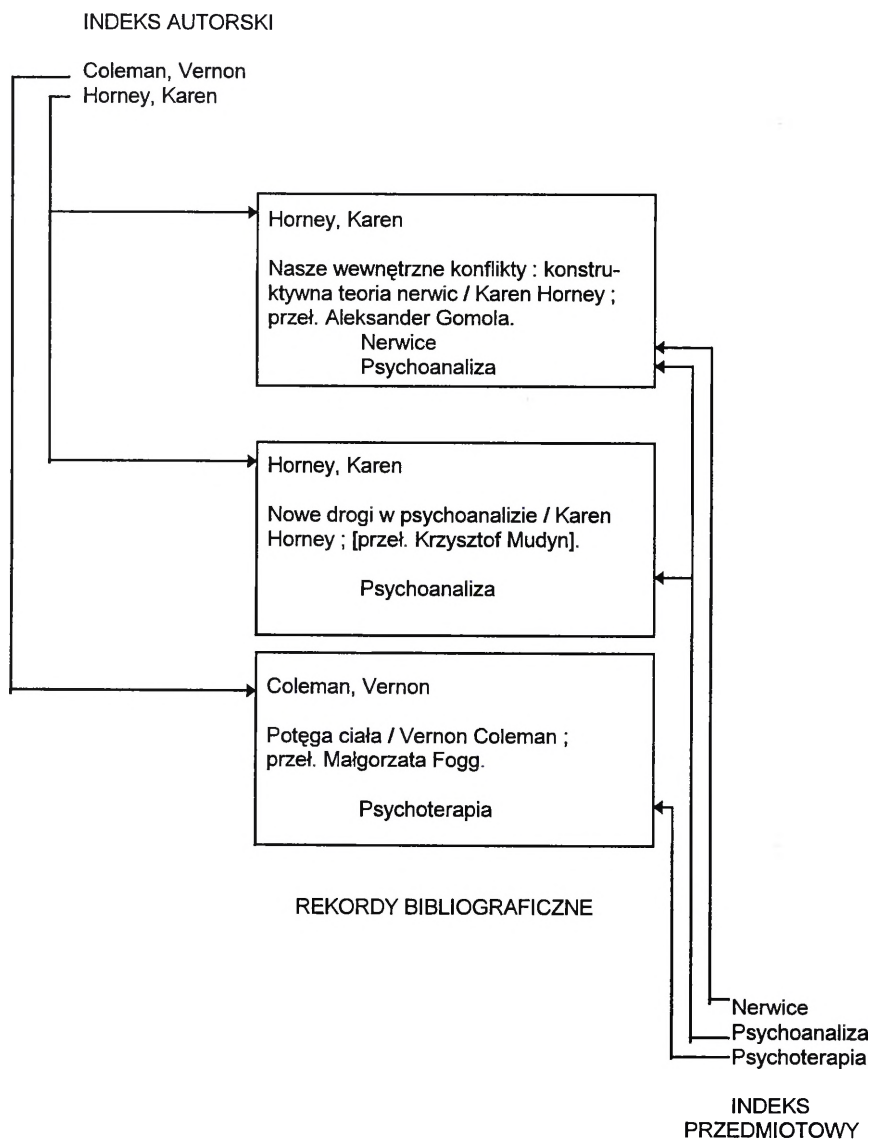 INDEKS AUTORSKI
Coleman, Vernon
Horney, Karen
Horney, Karen
Nasze wewnętrzne konflikty : konstru-
ktywna teoria nerwic / Karen Horney ;
przeł. Aleksander Gomola.
Nerwice
Psychoanaliza
Horney, Karen
Nowe drogi w psychoanalizie / Karen
Horney ; [przeł. Krzysztof Mudyn].
Psychoanaliza
Coleman, Vernon
Potęga ciała / Vernon Coleman ;
przeł. Małgorzata Fogg.
Psychoterapia
REKORDY BIBLIOGRAFICZNE
Nerwice
Psychoanaliza
Psychoterapia
INDEKS
PRZEDMIOTOWY